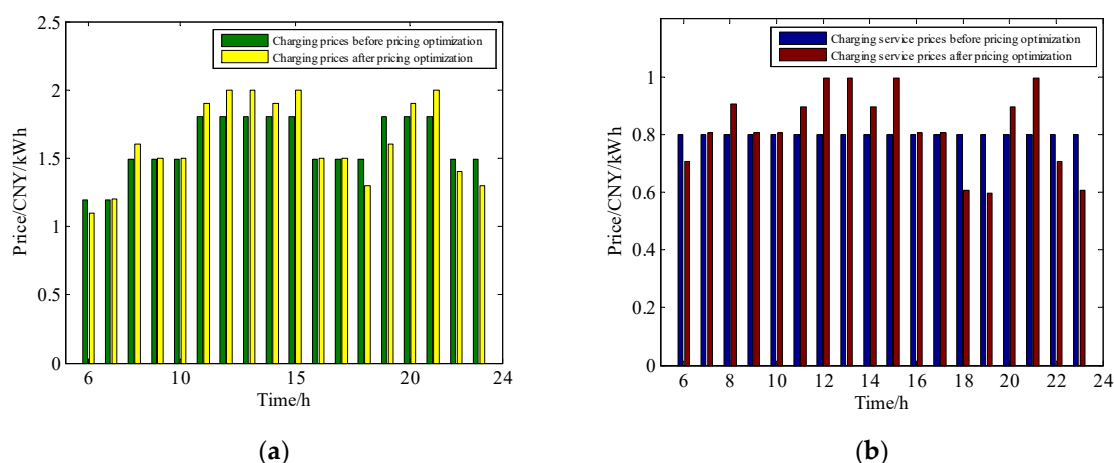 2.5
Charging prices before pricing optimization
Charging prices after pricing optimization
2
1.5
1
0.5
0
Price/CNY/kWh
6 10 15 20 24
Time/h
(a)
Charging service prices before pricing optimization
Charging service prices after pricing optimization
1
0.8
0.6
0.4
0.2
0
Price/CNY/kWh
6 8 10 12 14 16 18 20 22 24
Time/h
(b)